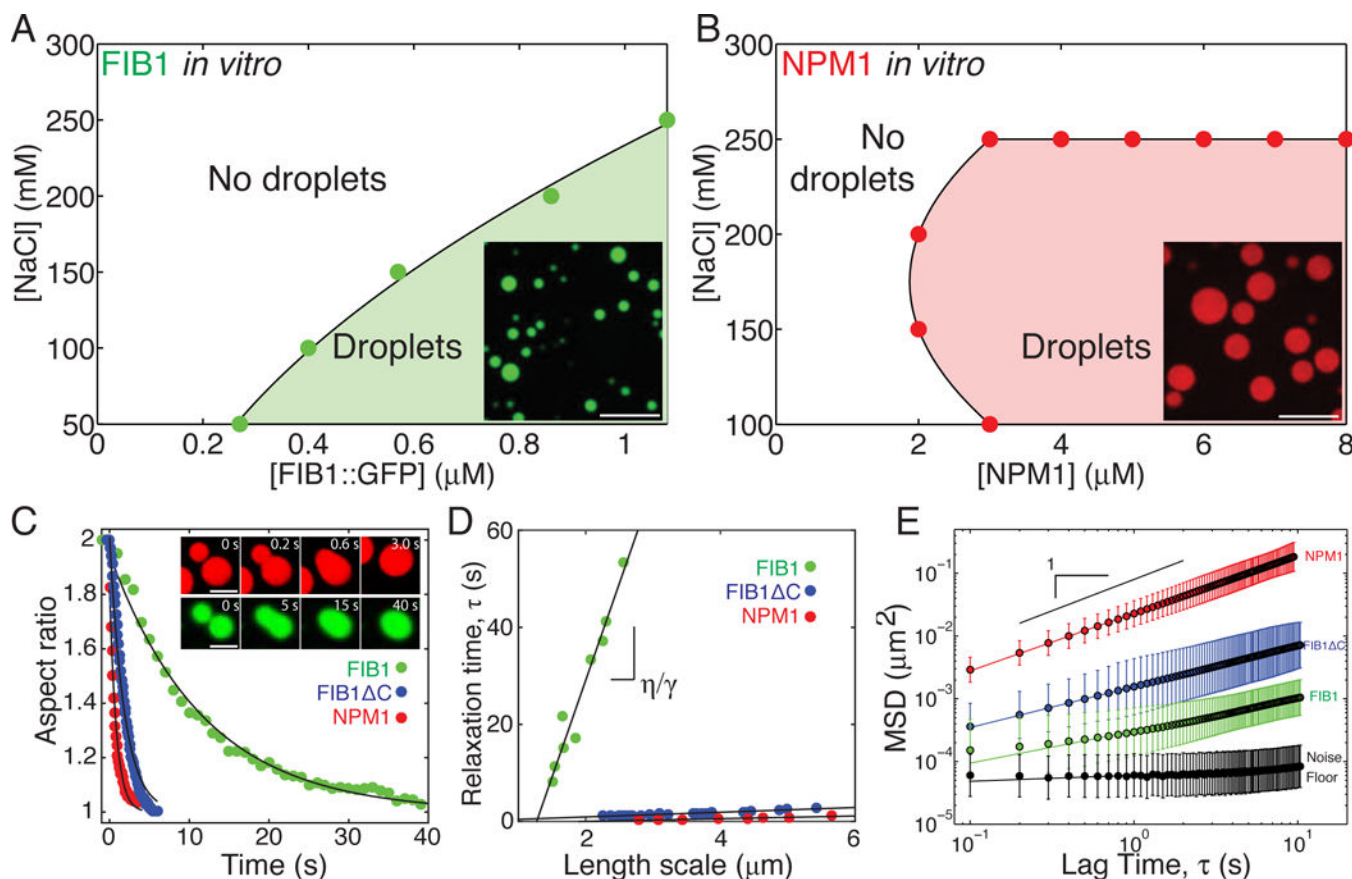 A
FIB1 in vitro
300
250
200
150
100
50
[NaCl] (mM)
No droplets
Droplets
0
0.2
0.4
0.6
0.8
1
[FIB1::GFP] (μM)
B
NPM1 in vitro
300
250
200
150
100
[NaCl] (mM)
No
droplets
Droplets
0
2
4
6
8
[NPM1] (μM)
C
2
1.8
1.6
1.4
1.2
1
Aspect ratio
0 s
0.2 s
0.6 s
3.0 s
0 s
5 s
15 s
40 s
FIB1
FIB1ΔC
NPM1
0
10
20
30
40
Time (s)
D
60
40
20
0
Relaxation time, τ (s)
FIB1
FIB1ΔC
NPM1
η/γ
2
4
6
Length scale (μm)
E
10⁻¹
10⁻²
10⁻³
10⁻⁴
10⁻⁵
MSD (μm²)
1
NPM1
FIB1ΔC
FIB1
Noise
Floor
10⁻¹
10⁰
10¹
Lag Time, τ (s)